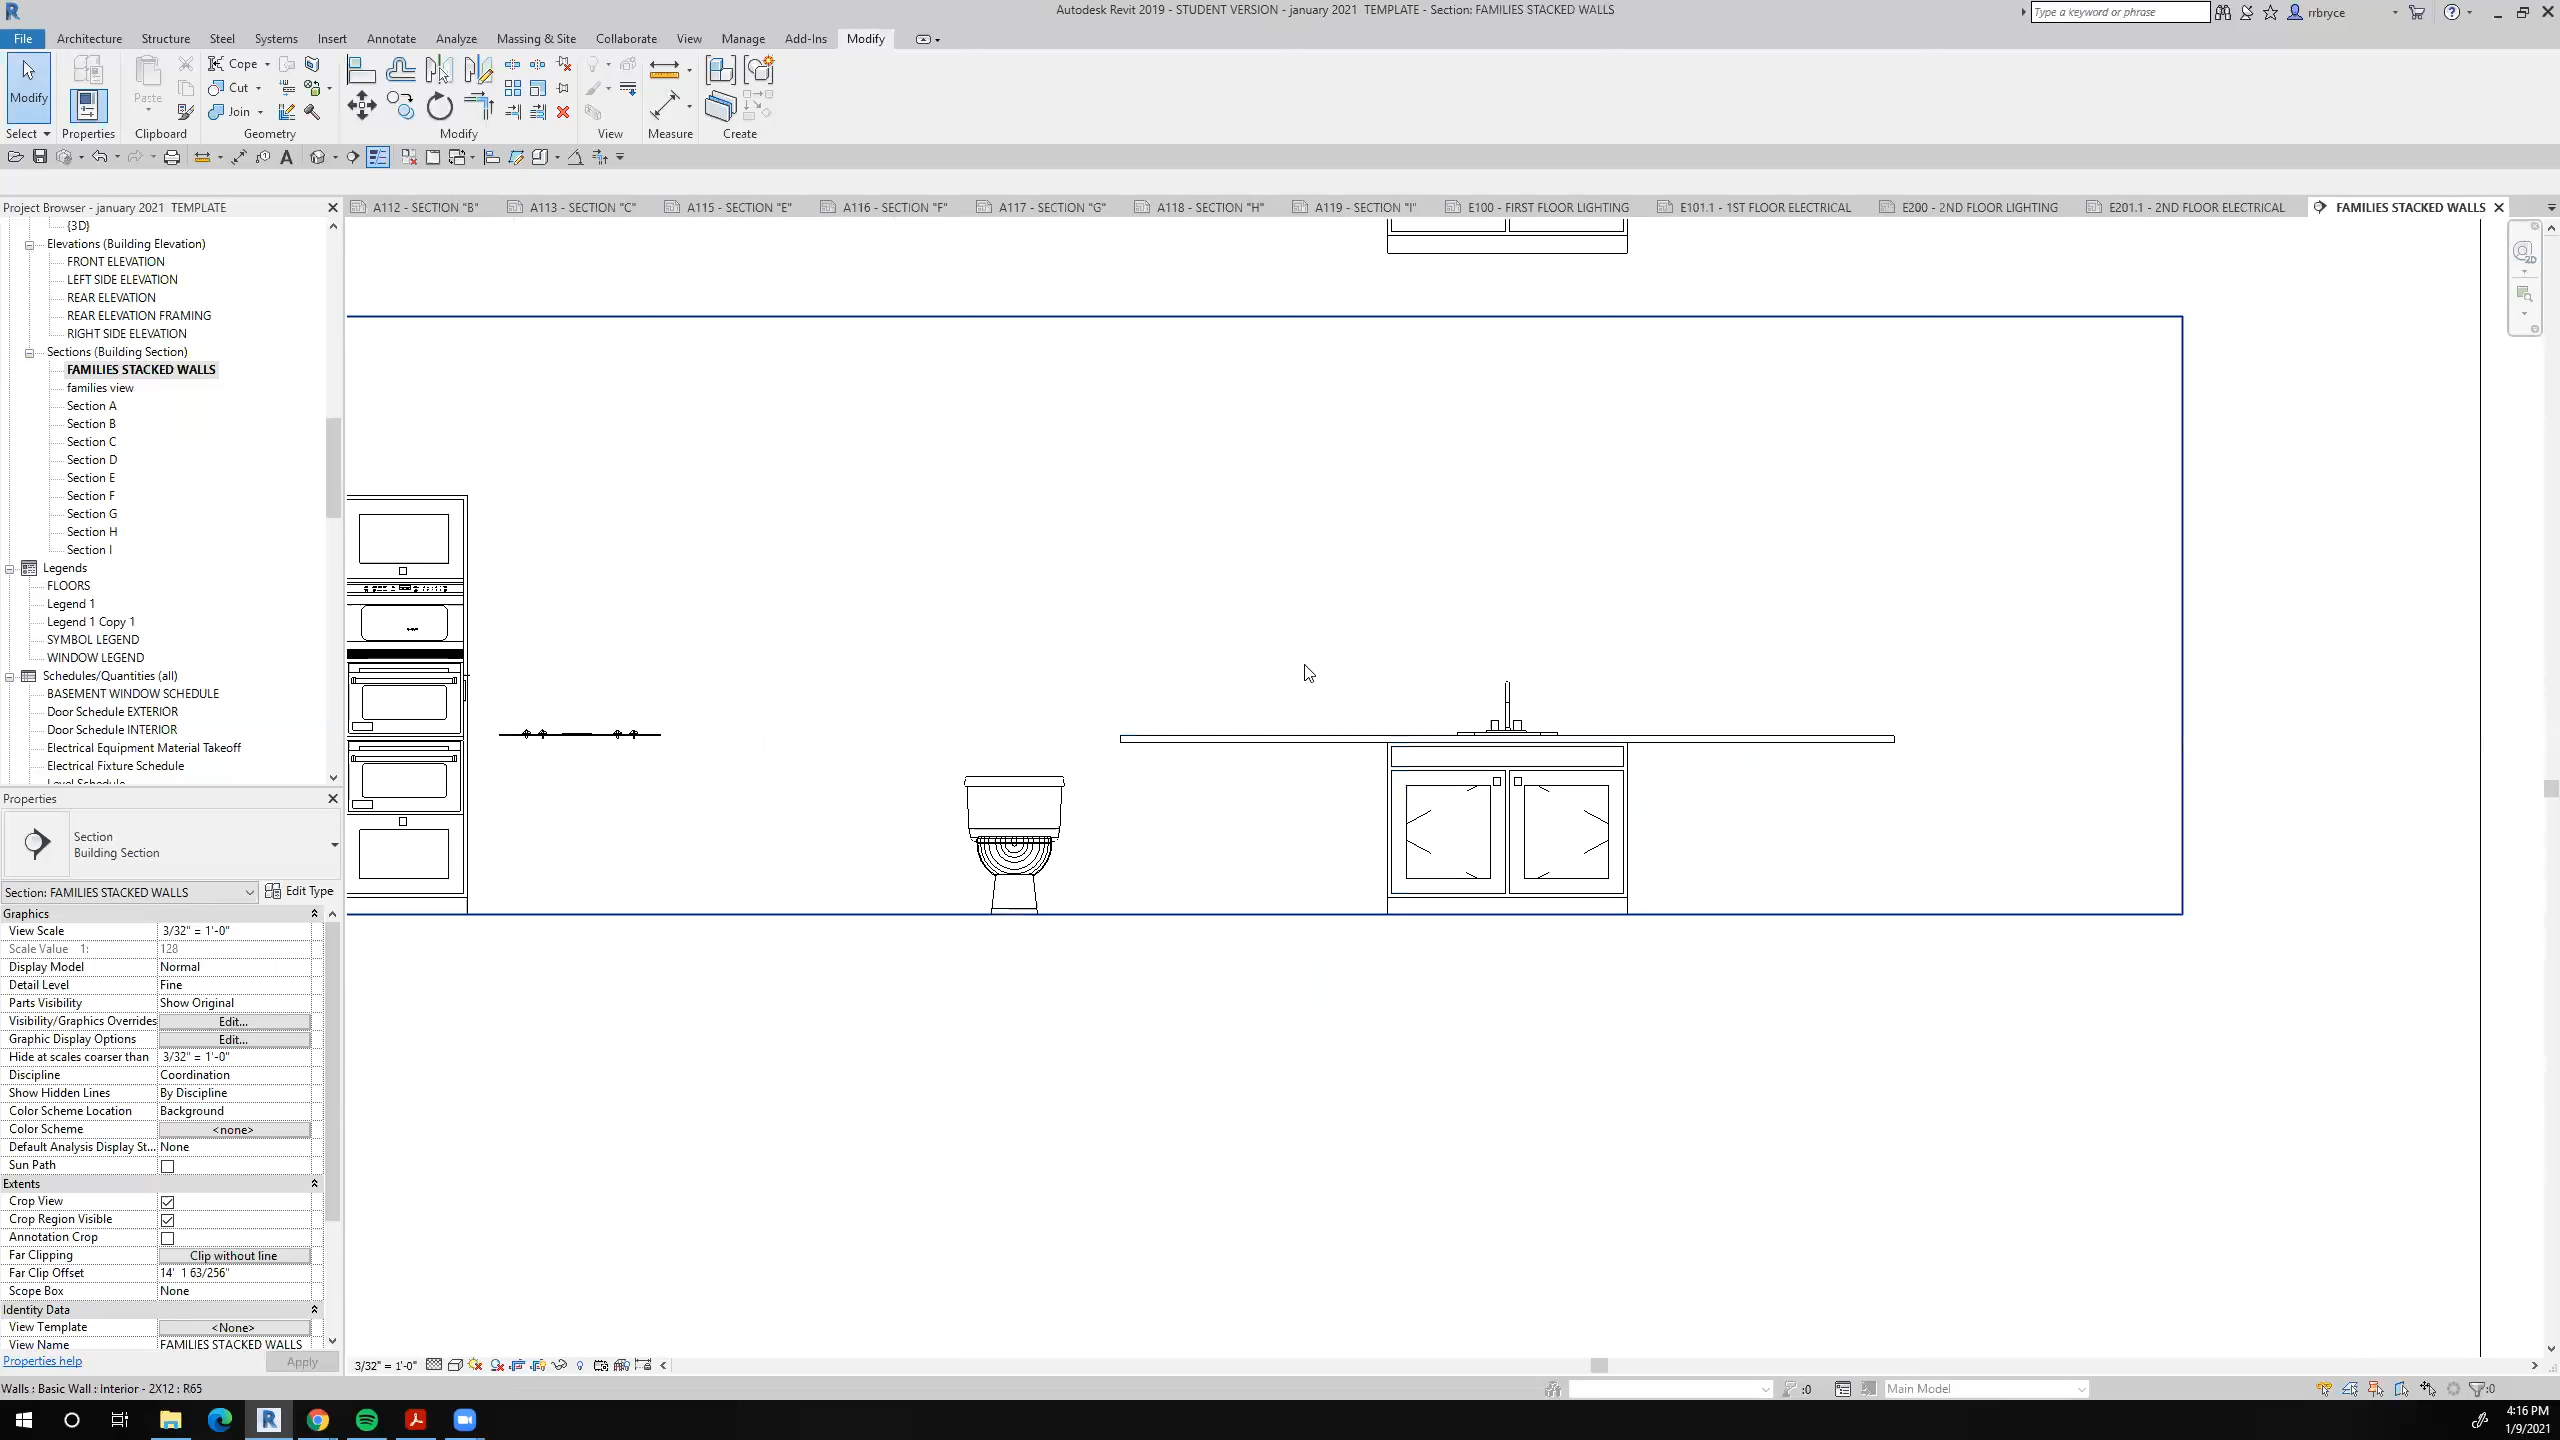 Autodesk Revit 2019 - STUDENT VERSION - january 2021  TEMPLATE - Section: FAMILIES STACKED WALLS
Type a keyword or phrase
rrbryce
File Architecture Structure Steel Systems Insert Annotate Analyze Massing & Site Collaborate View Manage Add-Ins Modify
Modify
Paste
Cope
Cut
Join
Select Properties Clipboard Geometry Modify View Measure Create
Project Browser - january 2021  TEMPLATE
A112 - SECTION "B" A113 - SECTION "C" A115 - SECTION "E" A116 - SECTION "F" A117 - SECTION "G" A118 - SECTION "H" A119 - SECTION "I" E100 - FIRST FLOOR LIGHTING E101.1 - 1ST FLOOR ELECTRICAL E200 - 2ND FLOOR LIGHTING E201.1 - 2ND FLOOR ELECTRICAL FAMILIES STACKED WALLS
2D
{3D}
Elevations (Building Elevation)
FRONT ELEVATION
LEFT SIDE ELEVATION
REAR ELEVATION
REAR ELEVATION FRAMING
RIGHT SIDE ELEVATION
Sections (Building Section)
FAMILIES STACKED WALLS
families view
Section A
Section B
Section C
Section D
Section E
Section F
Section G
Section H
Section I
Legends
FLOORS
Legend 1
Legend 1 Copy 1
SYMBOL LEGEND
WINDOW LEGEND
Schedules/Quantities (all)
BASEMENT WINDOW SCHEDULE
Door Schedule EXTERIOR
Door Schedule INTERIOR
Electrical Equipment Material Takeoff
Electrical Fixture Schedule
Level Schedule
Properties
Section
Building Section
Section: FAMILIES STACKED WALLS Edit Type
Graphics
View Scale 3/32" = 1'-0"
Scale Value 1: 128
Display Model Normal
Detail Level Fine
Parts Visibility Show Original
Visibility/Graphics Overrides Edit...
Graphic Display Options Edit...
Hide at scales coarser than 3/32" = 1'-0"
Discipline Coordination
Show Hidden Lines By Discipline
Color Scheme Location Background
Color Scheme <none>
Default Analysis Display St... None
Sun Path
Extents
Crop View
Crop Region Visible
Annotation Crop
Far Clipping Clip without line
Far Clip Offset 14'  1 63/256"
Scope Box None
Identity Data
View Template <None>
View Name FAMILIES STACKED WALLS
Properties help Apply
3/32" = 1'-0"
Walls : Basic Wall : Interior - 2X12 : R65
:0
Main Model
:0
4:16 PM
1/9/2021